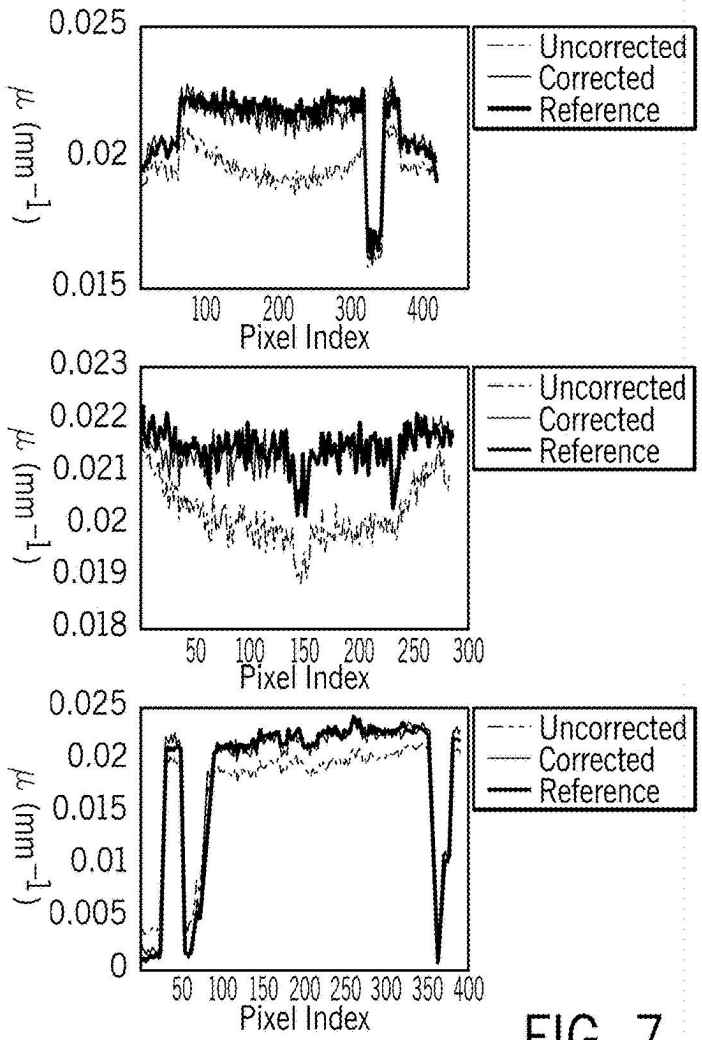 0.025
0.02
0.015
μ (mm⁻¹)
100 200 300 400
Pixel Index
Uncorrected
Corrected
Reference
0.023
0.022
0.021
0.02
0.019
0.018
μ (mm⁻¹)
50 100 150 200 250 300
Pixel Index
Uncorrected
Corrected
Reference
0.025
0.02
0.015
0.01
0.005
0
μ (mm⁻¹)
50 100 150 200 250 300 350 400
Pixel Index
Uncorrected
Corrected
Reference
FIG. 7